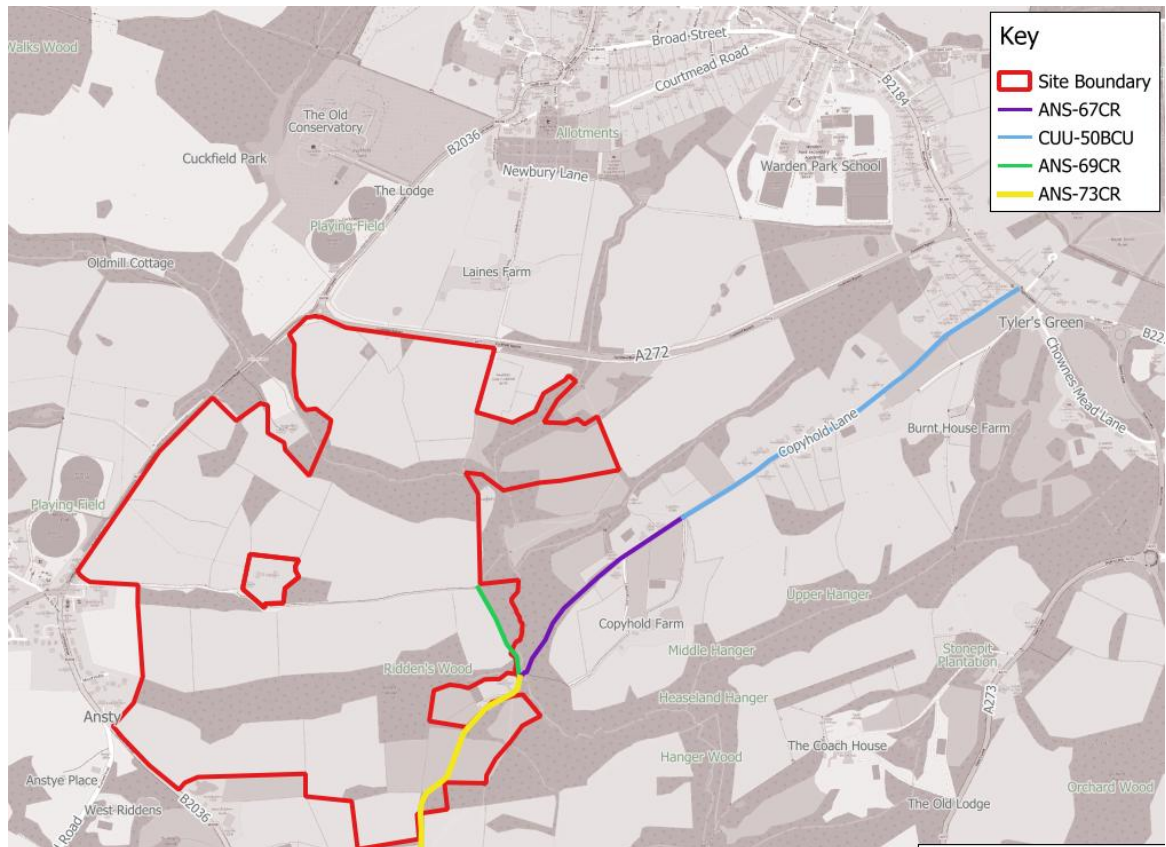 Key
Site Boundary
ANS-67CR
CUU-50BCU
ANS-69CR
ANS-73CR
Walks Wood
Broad Street
Courtmead Road
B2184
The Old
Conservatory
Allotments
Cuckfield Park
B2036
Warden Park School
Newbury Lane
The Lodge
Playing Field
Oldmill Cottage
Laines Farm
A272
Tyler's Green
Chownes Mead Lane
Copyhold Lane
Burnt House Farm
Playing Field
Upper Hanger
Copyhold Farm
Middle Hanger
Stonepit
Plantation
Ridden's Wood
Heaseland Hanger
A273
Ansty
Hanger Wood
The Coach House
Anstye Place
Orchard Wood
West Riddens
B2036
The Old Lodge
Road